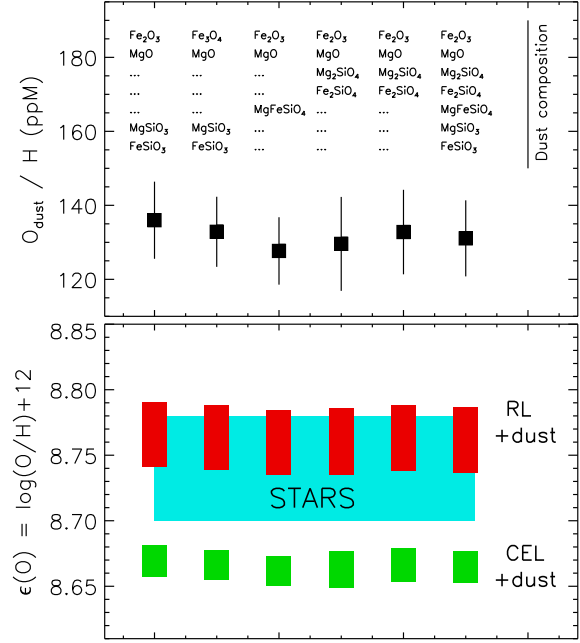 Fe₂O₃ Fe₃O₄ Fe₂O₃ Fe₂O₃ Fe₂O₃ Fe₂O₃
MgO MgO MgO MgO MgO MgO
... ... ... Mg₂SiO₄ Mg₂SiO₄ Mg₂SiO₄
... ... ... Fe₂SiO₄ Fe₂SiO₄ Fe₂SiO₄
... ... MgFeSiO₄ ... ... MgFeSiO₄
MgSiO₃ MgSiO₃ ... ... ... MgSiO₃
FeSiO₃ FeSiO₃ ... ... ... FeSiO₃
Dust composition
O_dust / H (ppM)
180
160
140
120
ϵ(O) = log(O/H)+12
8.85
8.80
8.75
8.70
8.65
RL
+dust
STARS
CEL
+dust